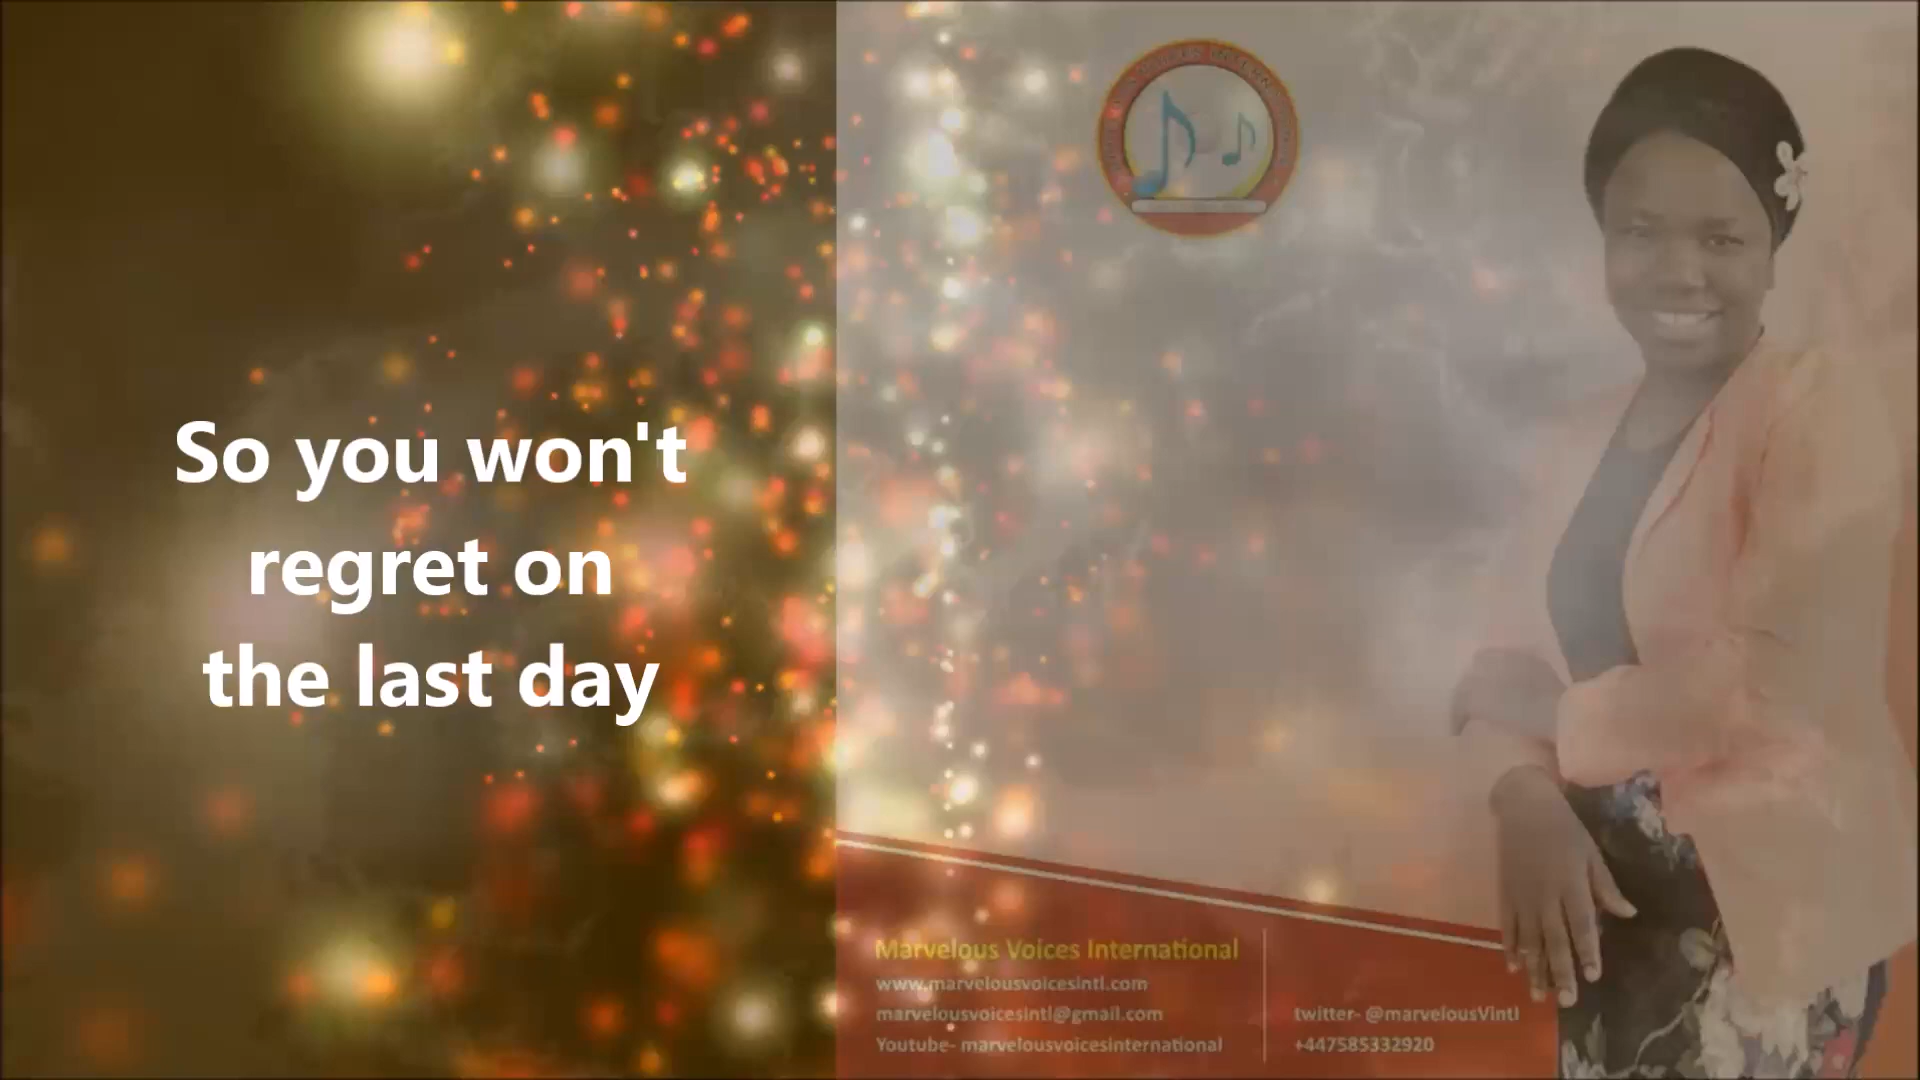 So you won't
regret on
the last day
Marvelous Voices International
www.marvelousvoicesintl.com
marvelousvoicesintl@gmail.com
Youtube- marvelousvoicesinternational
twitter- @marvelousVintl
+447585332920